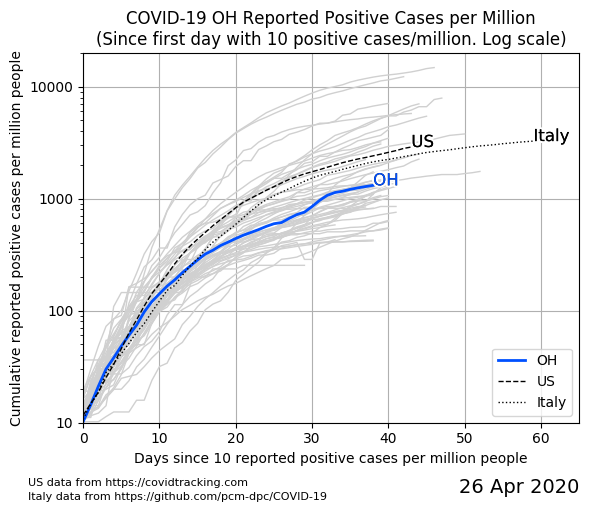 COVID-19 OH Reported Positive Cases per Million
(Since first day with 10 positive cases/million. Log scale)
Cumulative reported positive cases per million people
10000
1000
100
10
US
Italy
OH
OH
US
Italy
0 10 20 30 40 50 60
Days since 10 reported positive cases per million people
US data from https://covidtracking.com
Italy data from https://github.com/pcm-dpc/COVID-19
26 Apr 2020